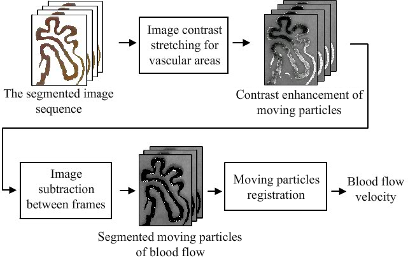 Image contrast
stretching for
vascular areas
The segmented image
sequence
Contrast enhancement of
moving particles
Image
subtraction
between frames
Moving particles
registration
Blood flow
velocity
Segmented moving particles
of blood flow